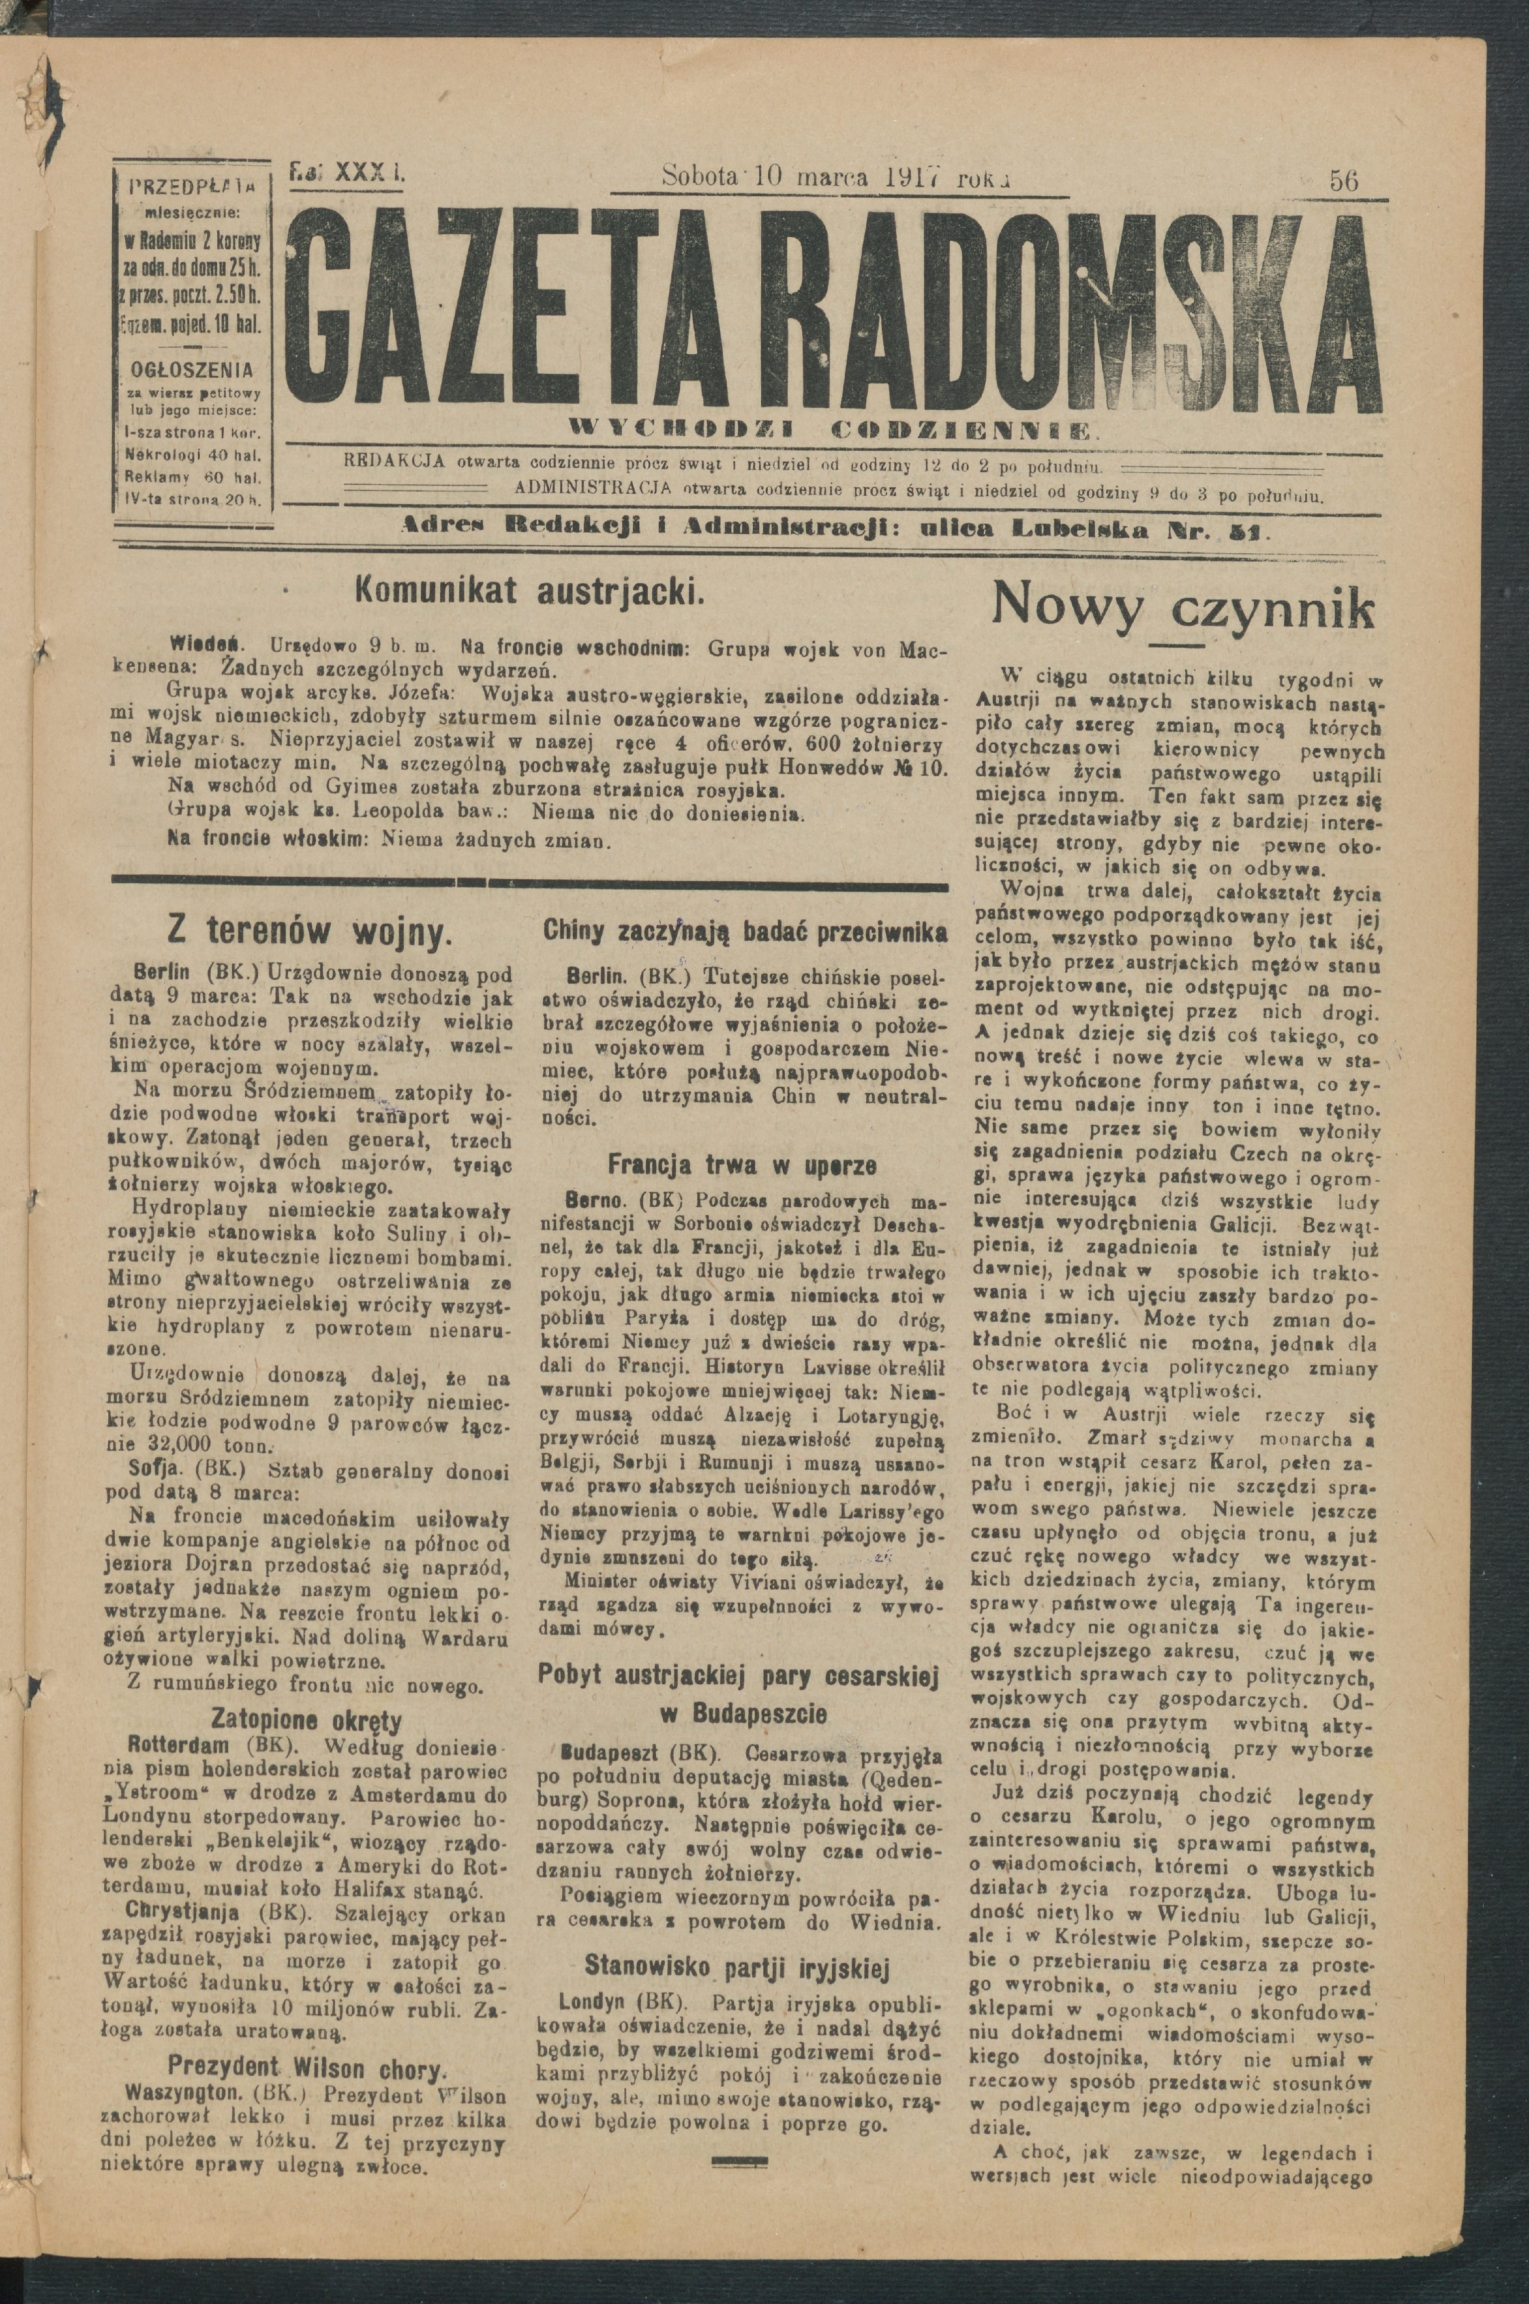 PRZEDPŁATA
miesięcznie:
w Radomiu 2 korony
za odn. do domu 25 h.
z przes. poczt. 2.50 h.
Egzem. pojed. 10 hal.
OGŁOSZENIA
za wiersz petitowy
lub jego miejsce:
I-sza strona 1 kor.
Nekrologi 40 hal.
Reklamy 60 hal.
IV-ta strona 20 h.
XXXI.
Sobota 10 marca 1917 roku
56
GAZETA RADOMSKA
WYCHODZI CODZIENNIE.
REDAKCJA otwarta codziennie prócz świąt i niedziel od godziny 12 do 2 po południu.
ADMINISTRACJA otwarta codziennie prócz świąt i niedziel od godziny 9 do 3 po południu.
Adres Redakcji i Administracji: ulica Lubelska Nr. 51.
Komunikat austrjacki.
Wiedeń. Urzędowo 9 b. m. Na froncie wschodnim: Grupa wojsk von Mac-
kensena: Żadnych szczególnych wydarzeń.
Grupa wojsk arcyks. Józefa: Wojska austro-węgierskie, zasilone oddziała-
mi wojsk niemieckich, zdobyły szturmem silnie oszańcowane wzgórze pogranicz-
ne Magyar s. Nieprzyjaciel zostawił w naszej ręce 4 oficerów, 600 żołnierzy
i wiele miotaczy min. Na szczególną pochwałę zasługuje pułk Honwedów № 10.
Na wschód od Gyimes została zburzona strażnica rosyjska.
Grupa wojsk ks. Leopolda baw.: Niema nic do doniesienia.
Na froncie włoskim: Niema żadnych zmian.
Z terenów wojny.
Berlin (BK.) Urzędownie donoszą pod
datą 9 marca: Tak na wschodzie jak
i na zachodzie przeszkodziły wielkie
śnieżyce, które w nocy szalały, wszel-
kim operacjom wojennym.
Na morzu Śródziemnem zatopiły ło-
dzie podwodne włoski transport woj-
skowy. Zatonął jeden generał, trzech
pułkowników, dwóch majorów, tysiąc
żołnierzy wojska włoskiego.
Hydroplany niemieckie zaatakowały
rosyjskie stanowiska koło Suliny i ob-
rzuciły je skutecznie licznemi bombami.
Mimo gwałtownego ostrzeliwania ze
strony nieprzyjacielskiej wróciły wszyst-
kie hydroplany z powrotem nienaru-
szone.
Urzędownie donoszą dalej, że na
morzu Sródziemnem zatopiły niemiec-
kie łodzie podwodne 9 parowców łącz-
nie 32,000 tonn.
Sofja. (BK.) Sztab generalny donosi
pod datą 8 marca:
Na froncie macedońskim usiłowały
dwie kompanje angielskie na północ od
jeziora Dojran przedostać się naprzód,
zostały jednakże naszym ogniem po-
wstrzymane. Na reszcie frontu lekki o-
gień artyleryjski. Nad doliną Wardaru
ożywione walki powietrzne.
Z rumuńskiego frontu nic nowego.
Zatopione okręty
Rotterdam (BK). Według doniesie-
nia pism holenderskich został parowiec
„Ystroom“ w drodze z Amsterdamu do
Londynu storpedowany. Parowiec ho-
lenderski „Benkelsjik“, wiozący rządo-
we zboże w drodze z Ameryki do Rot-
terdamu, musiał koło Halifax stanąć.
Chrystjanja (BK). Szalejący orkan
zapędził rosyjski parowiec, mający peł-
ny ładunek, na morze i zatopił go
Wartość ładunku, który w całości za-
tonął, wynosiła 10 miljonów rubli. Za-
łoga została uratowaną.
Prezydent Wilson chory.
Waszyngton. (BK.) Prezydent Wilson
zachorował lekko i musi przez kilka
dni poleżec w łóżku. Z tej przyczyny
niektóre sprawy ulegną zwłoce.
Chiny zaczynają badać przeciwnika
Berlin. (BK.) Tutejsze chińskie posel-
stwo oświadczyło, że rząd chiński ze-
brał szczegółowe wyjaśnienia o położe-
niu wojskowem i gospodarczem Nie-
miec, które posłużą najprawdopodob-
niej do utrzymania Chin w neutral-
ności.
Francja trwa w uporze
Berno. (BK) Podczas narodowych ma-
nifestancji w Sorbonie oświadczył Descha-
nel, że tak dla Francji, jakoteż i dla Eu-
ropy całej, tak długo nie będzie trwałego
pokoju, jak długo armia niemiecka stoi w
pobliżu Paryża i dostęp ma do dróg,
któremi Niemcy już z dwieście razy wpa-
dali do Francji. Historyn Lavisse określił
warunki pokojowe mniejwięcej tak: Niem-
cy muszą oddać Alzację i Lotaryngję,
przywrócić muszą niezawisłość zupełną
Belgji, Serbji i Rumunji i muszą uszano-
wać prawo słabszych uciśnionych narodów,
do stanowienia o sobie. Wedle Larissy'ego
Niemcy przyjmą te warnkni pokojowe je-
dynie zmnszeni do tego siłą.
Minister oświaty Viviani oświadczył, że
rząd zgadza się wzupełnności z wywo-
dami mówcy.
Pobyt austrjackiej pary cesarskiej
w Budapeszcie
Budapeszt (BK). Cesarzowa przyjęła
po południu deputację miasta (Qeden-
burg) Soprona, która złożyła hołd wier-
nopoddańczy. Następnie poświęciła ce-
sarzowa cały swój wolny czas odwie-
dzaniu rannych żołnierzy.
Pociągiem wieczornym powróciła pa-
ra cesarska z powrotem do Wiednia.
Stanowisko partji iryjskiej
Londyn (BK). Partja iryjska opubli-
kowała oświadczenie, że i nadal dążyć
będzie, by wszelkiemi godziwemi środ-
kami przybliżyć pokój i zakończenie
wojny, ale, mimo swoje stanowisko, rzą-
dowi będzie powolna i poprze go.
Nowy czynnik
W ciągu ostatnich kilku tygodni w
Austrji na ważnych stanowiskach nastą-
piło cały szereg zmian, mocą których
dotychczasowi kierownicy pewnych
działów życia państwowego ustąpili
miejsca innym. Ten fakt sam przez się
nie przedstawiałby się z bardziej intere-
sującej strony, gdyby nie pewne oko-
liczności, w jakich się on odbywa.
Wojna trwa dalej, całokształt życia
państwowego podporządkowany jest jej
celom, wszystko powinno było tak iść,
jak było przez austrjackich mężów stanu
zaprojektowane, nie odstępując na mo-
ment od wytkniętej przez nich drogi.
A jednak dzieje się dziś coś takiego, co
nową treść i nowe życie wlewa w sta-
re i wykończone formy państwa, co ży-
ciu temu nadaje inny ton i inne tętno.
Nie same przez się bowiem wyłoniły
się zagadnienia podziału Czech na okrę-
gi, sprawa języka państwowego i ogrom-
nie interesująca dziś wszystkie ludy
kwestja wyodrębnienia Galicji. Bezwąt-
pienia, iż zagadnienia te istniały już
dawniej, jednak w sposobie ich trakto-
wania i w ich ujęciu zaszły bardzo po-
ważne zmiany. Może tych zmian do-
kładnie określić nie można, jednak dla
obserwatora życia politycznego zmiany
te nie podlegają wątpliwości.
Boć i w Austrji wiele rzeczy się
zmieniło. Zmarł sędziwy monarcha a
na tron wstąpił cesarz Karol, pełen za-
pału i energji, jakiej nie szczędzi spra-
wom swego państwa. Niewiele jeszcze
czasu upłynęło od objęcia tronu, a już
czuć rękę nowego władcy we wszyst-
kich dziedzinach życia, zmiany, którym
sprawy państwowe ulegają Ta ingeren-
cja władcy nie ogranicza się do jakie-
goś szczuplejszego zakresu, czuć ją we
wszystkich sprawach czy to politycznych,
wojskowych czy gospodarczych. Od-
znacza się ona przytym wybitną akty-
wnością i niezłomnością przy wyborze
celu i drogi postępowania.
Już dziś poczynają chodzić legendy
o cesarzu Karolu, o jego ogromnym
zainteresowaniu się sprawami państwa,
o wiadomościach, któremi o wszystkich
działach życia rozporządza. Uboga lu-
dność nietylko w Wiedniu lub Galicji,
ale i w Królestwie Polskim, szepcze so-
bie o przebieraniu się cesarza za proste-
go wyrobnika, o stawaniu jego przed
sklepami w „ogonkach“, o skonfudowa-
niu dokładnemi wiadomościami wyso-
kiego dostojnika, który nie umiał w
rzeczowy sposób przedstawić stosunków
w podlegającym jego odpowiedzialności
dziale.
A choć, jak zawsze, w legendach i
wersjach jest wiele nieodpowiadającego